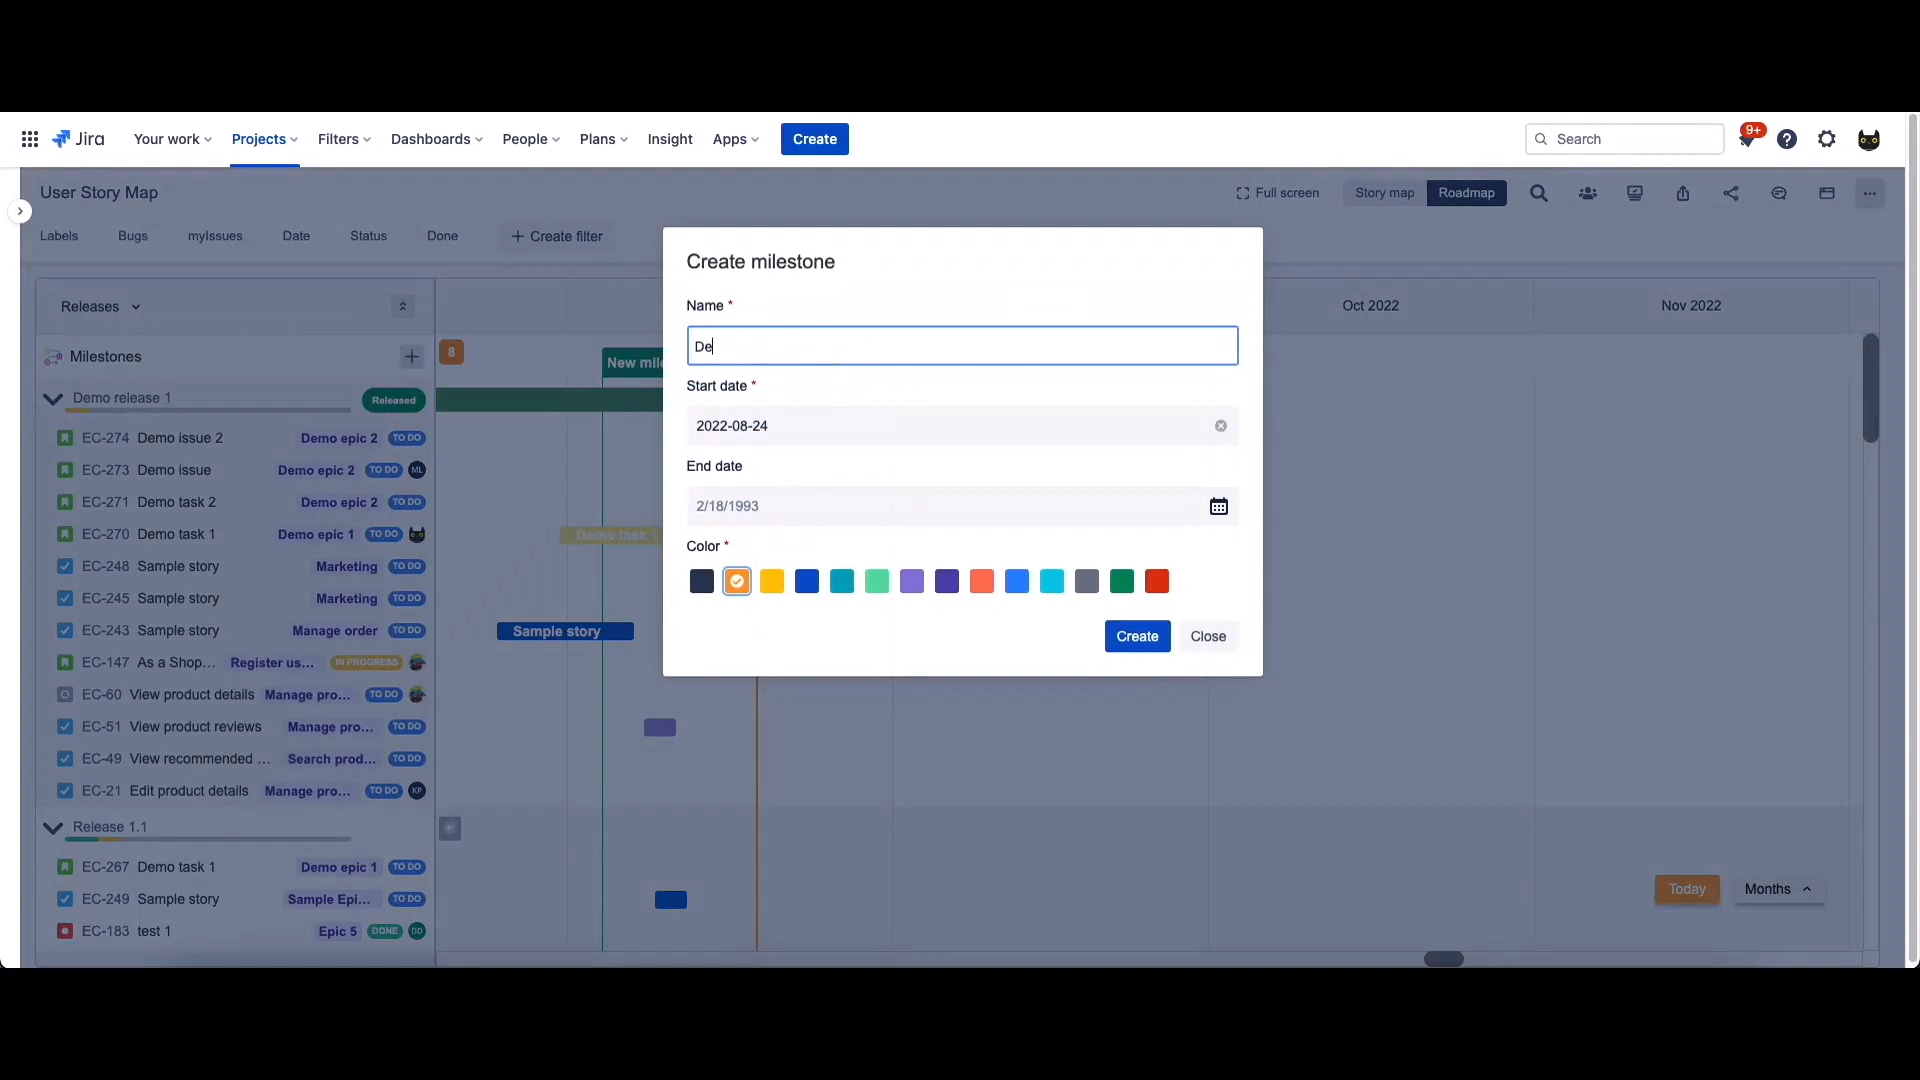 Jira Your work Projects Filters Dashboards People Plans Insight Apps Create Search 9+
User Story Map Full screen Story map Roadmap
Labels Bugs myIssues Date Status Done + Create filter
Releases Oct 2022 Nov 2022
Milestones 8 New mile
Demo release 1 Released
EC-274 Demo issue 2 Demo epic 2 TO DO
EC-273 Demo issue Demo epic 2 TO DO ML
EC-271 Demo task 2 Demo epic 2 TO DO
EC-270 Demo task 1 Demo epic 1 TO DO Demo task 1
EC-248 Sample story Marketing TO DO
EC-245 Sample story Marketing TO DO
EC-243 Sample story Manage order TO DO Sample story
EC-147 As a Shop... Register us... IN PROGRESS
EC-60 View product details Manage pro... TO DO
EC-51 View product reviews Manage pro... TO DO
EC-49 View recommended ... Search prod... TO DO
EC-21 Edit product details Manage pro... TO DO KP
Release 1.1
EC-267 Demo task 1 Demo epic 1 TO DO
EC-249 Sample story Sample Epi... TO DO
EC-183 test 1 Epic 5 DONE DD
Create milestone
Name *
De
Start date *
2022-08-24
End date
2/18/1993
Color *
Create Close
Today Months